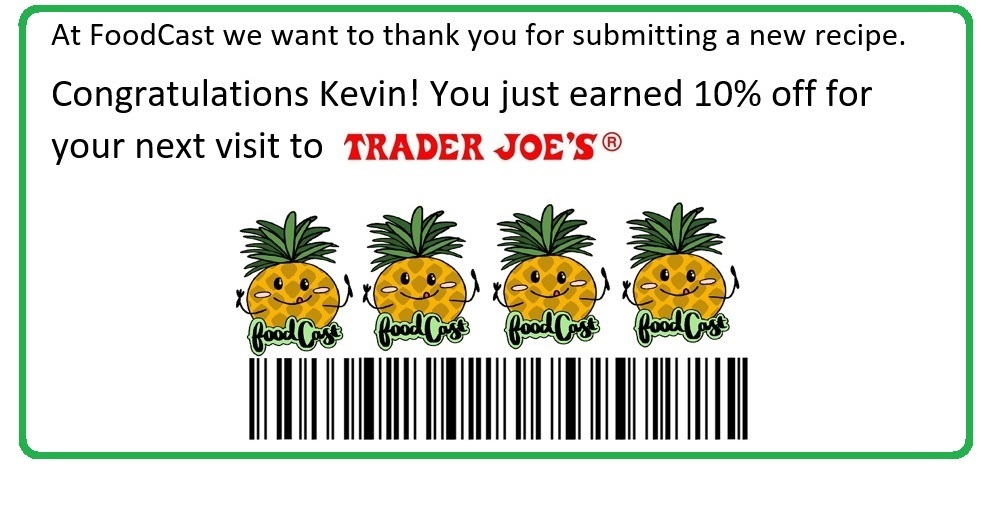 At FoodCast we want to thank you for submitting a new recipe.
Congratulations Kevin! You just earned 10% off for
your next visit to TRADER JOE'S®
foodCast foodCast foodCast foodCast